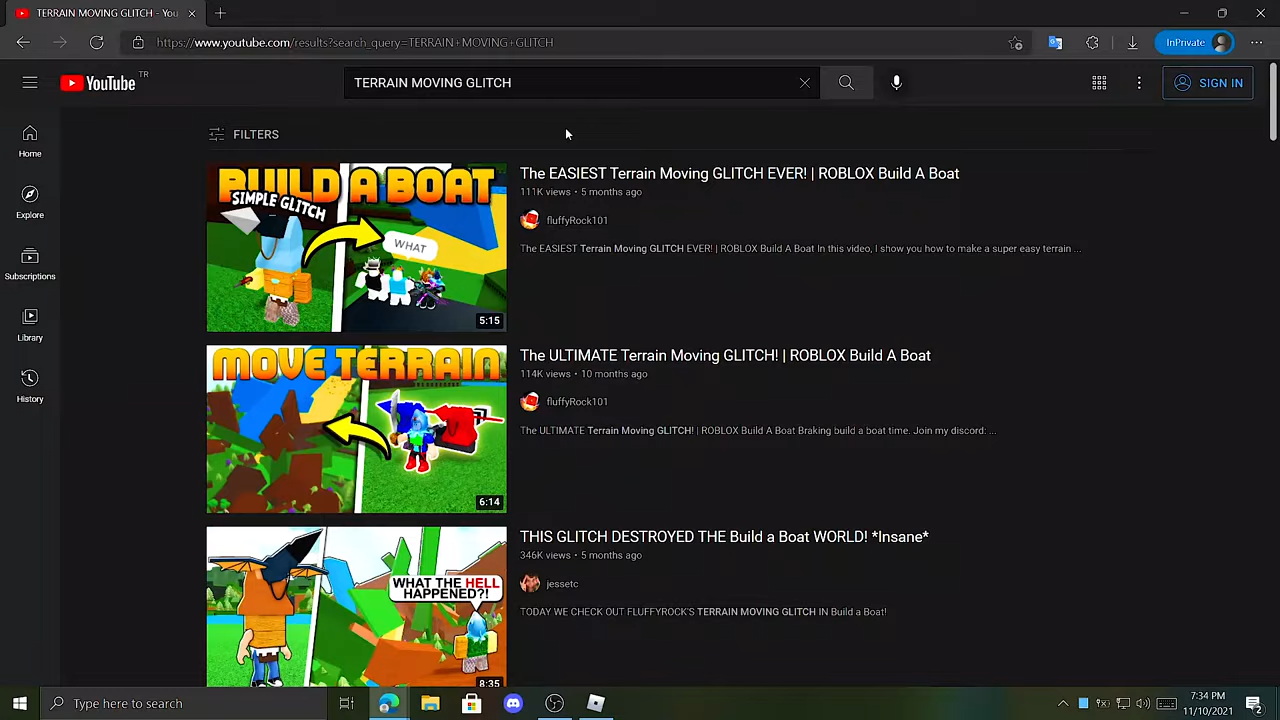 TERRAIN MOVING GLITCH - You
InPrivate
https://www.youtube.com/results?search_query=TERRAIN+MOVING+GLITCH
YouTube TR
TERRAIN MOVING GLITCH
SIGN IN
Home
Explore
Subscriptions
Library
History
FILTERS
BUILD A BOAT
SIMPLE GLITCH
WHAT
5:15
The EASIEST Terrain Moving GLITCH EVER! | ROBLOX Build A Boat
111K views • 5 months ago
fluffyRock101
The EASIEST Terrain Moving GLITCH EVER! | ROBLOX Build A Boat In this video, I show you how to make a super easy terrain ...
MOVE TERRAIN
6:14
The ULTIMATE Terrain Moving GLITCH! | ROBLOX Build A Boat
114K views • 10 months ago
fluffyRock101
The ULTIMATE Terrain Moving GLITCH! | ROBLOX Build A Boat Braking build a boat time. Join my discord: ...
WHAT THE HELL
HAPPENED?!
8:35
THIS GLITCH DESTROYED THE Build a Boat WORLD! *Insane*
346K views • 5 months ago
jessetc
TODAY WE CHECK OUT FLUFFYROCK'S TERRAIN MOVING GLITCH IN Build a Boat!
Type here to search
7:34 PM
11/10/2021
2